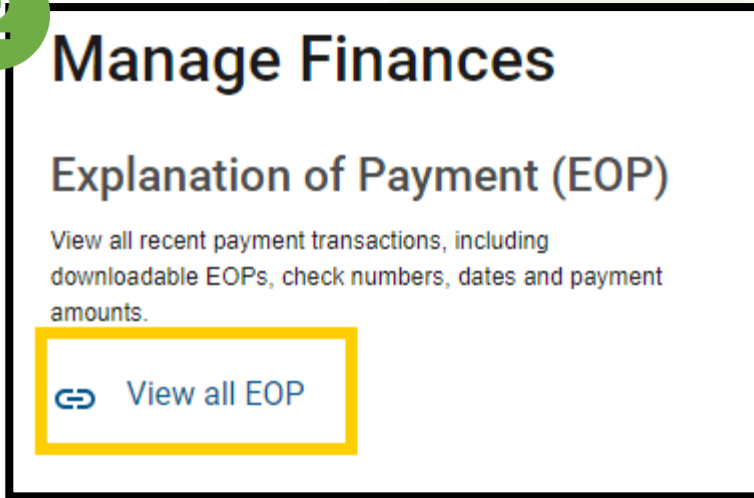 Manage Finances
Explanation of Payment (EOP)
View all recent payment transactions, including
downloadable EOPs, check numbers, dates and payment
amounts.
View all EOP